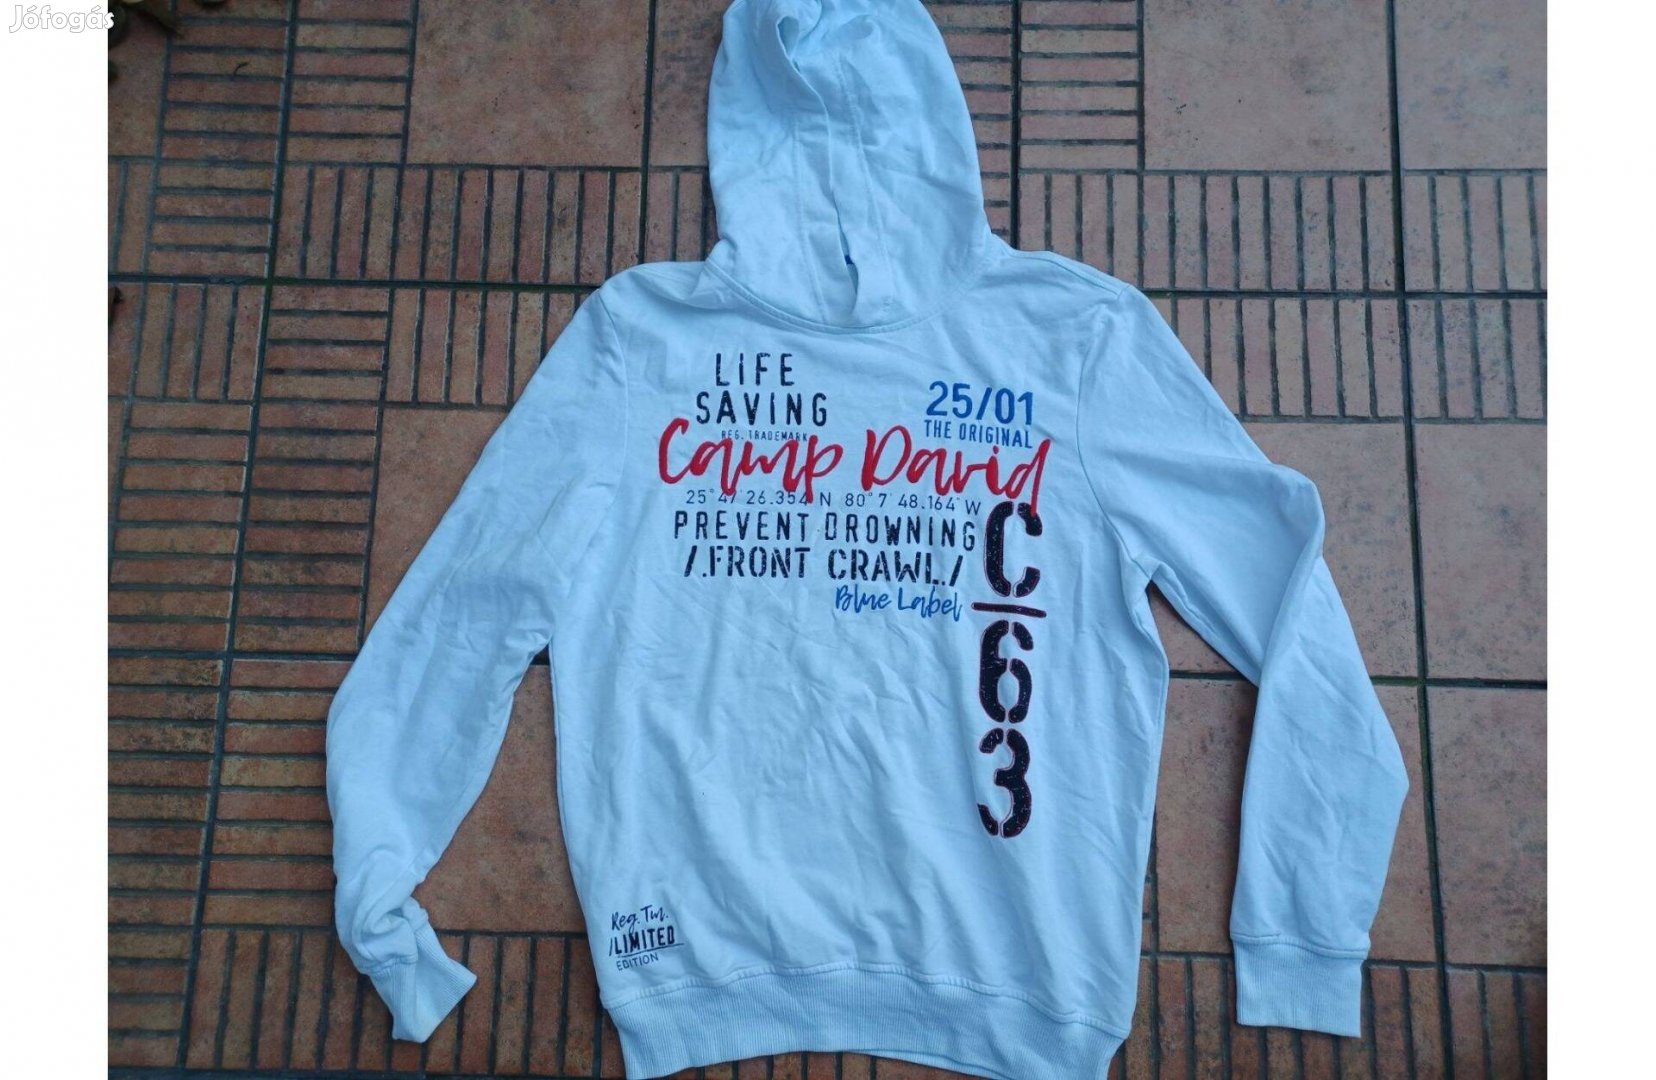 Jófogás
LIFE
SAVING
REG. TRADEMARK
25/01
THE ORIGINAL
Camp David
25° 47' 26.354 N 80° 7' 48.164" W
PREVENT DROWNING
/.FRONT CRAWL./
Blue Label
C/63
Reg. Tm.
/LIMITED
EDITION